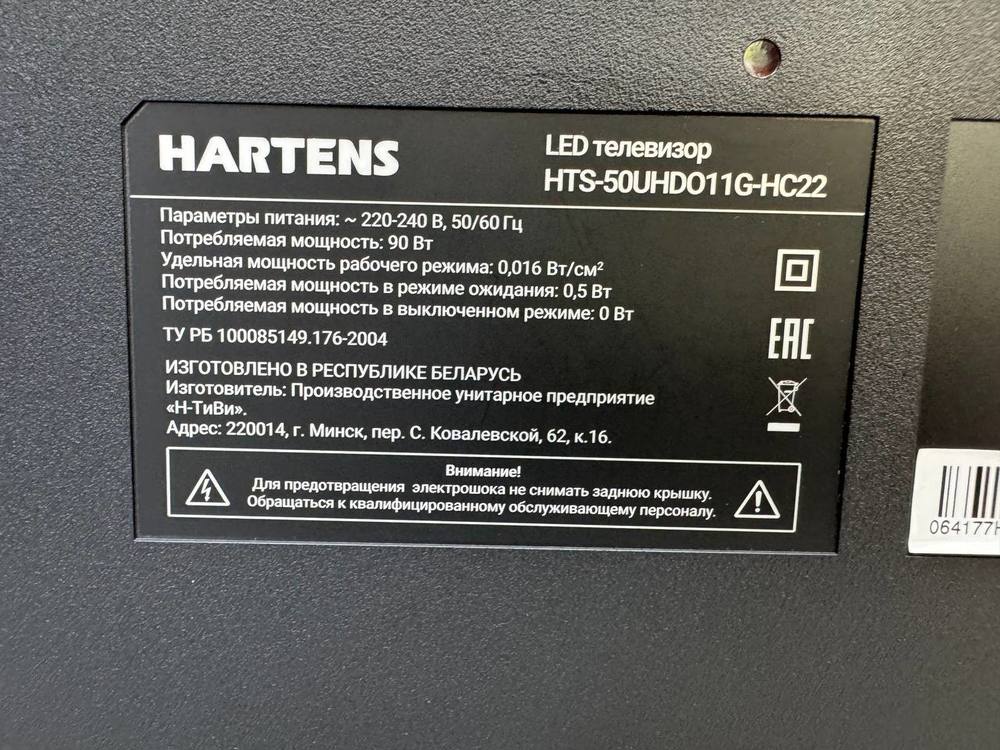 HARTENS
LED телевизор
HTS-50UHDO11G-HC22
Параметры питания: ~ 220-240 В, 50/60 Гц
Потребляемая мощность: 90 Вт
Удельная мощность рабочего режима: 0,016 Вт/см²
Потребляемая мощность в режиме ожидания: 0,5 Вт
Потребляемая мощность в выключенном режиме: 0 Вт
ТУ РБ 100085149.176-2004
EAC
ИЗГОТОВЛЕНО В РЕСПУБЛИКЕ БЕЛАРУСЬ
Изготовитель: Производственное унитарное предприятие
«Н-ТиВи».
Адрес: 220014, г. Минск, пер. С. Ковалевской, 62, к.16.
Внимание!
Для предотвращения электрошока не снимать заднюю крышку.
Обращаться к квалифицированному обслуживающему персоналу.
064177H